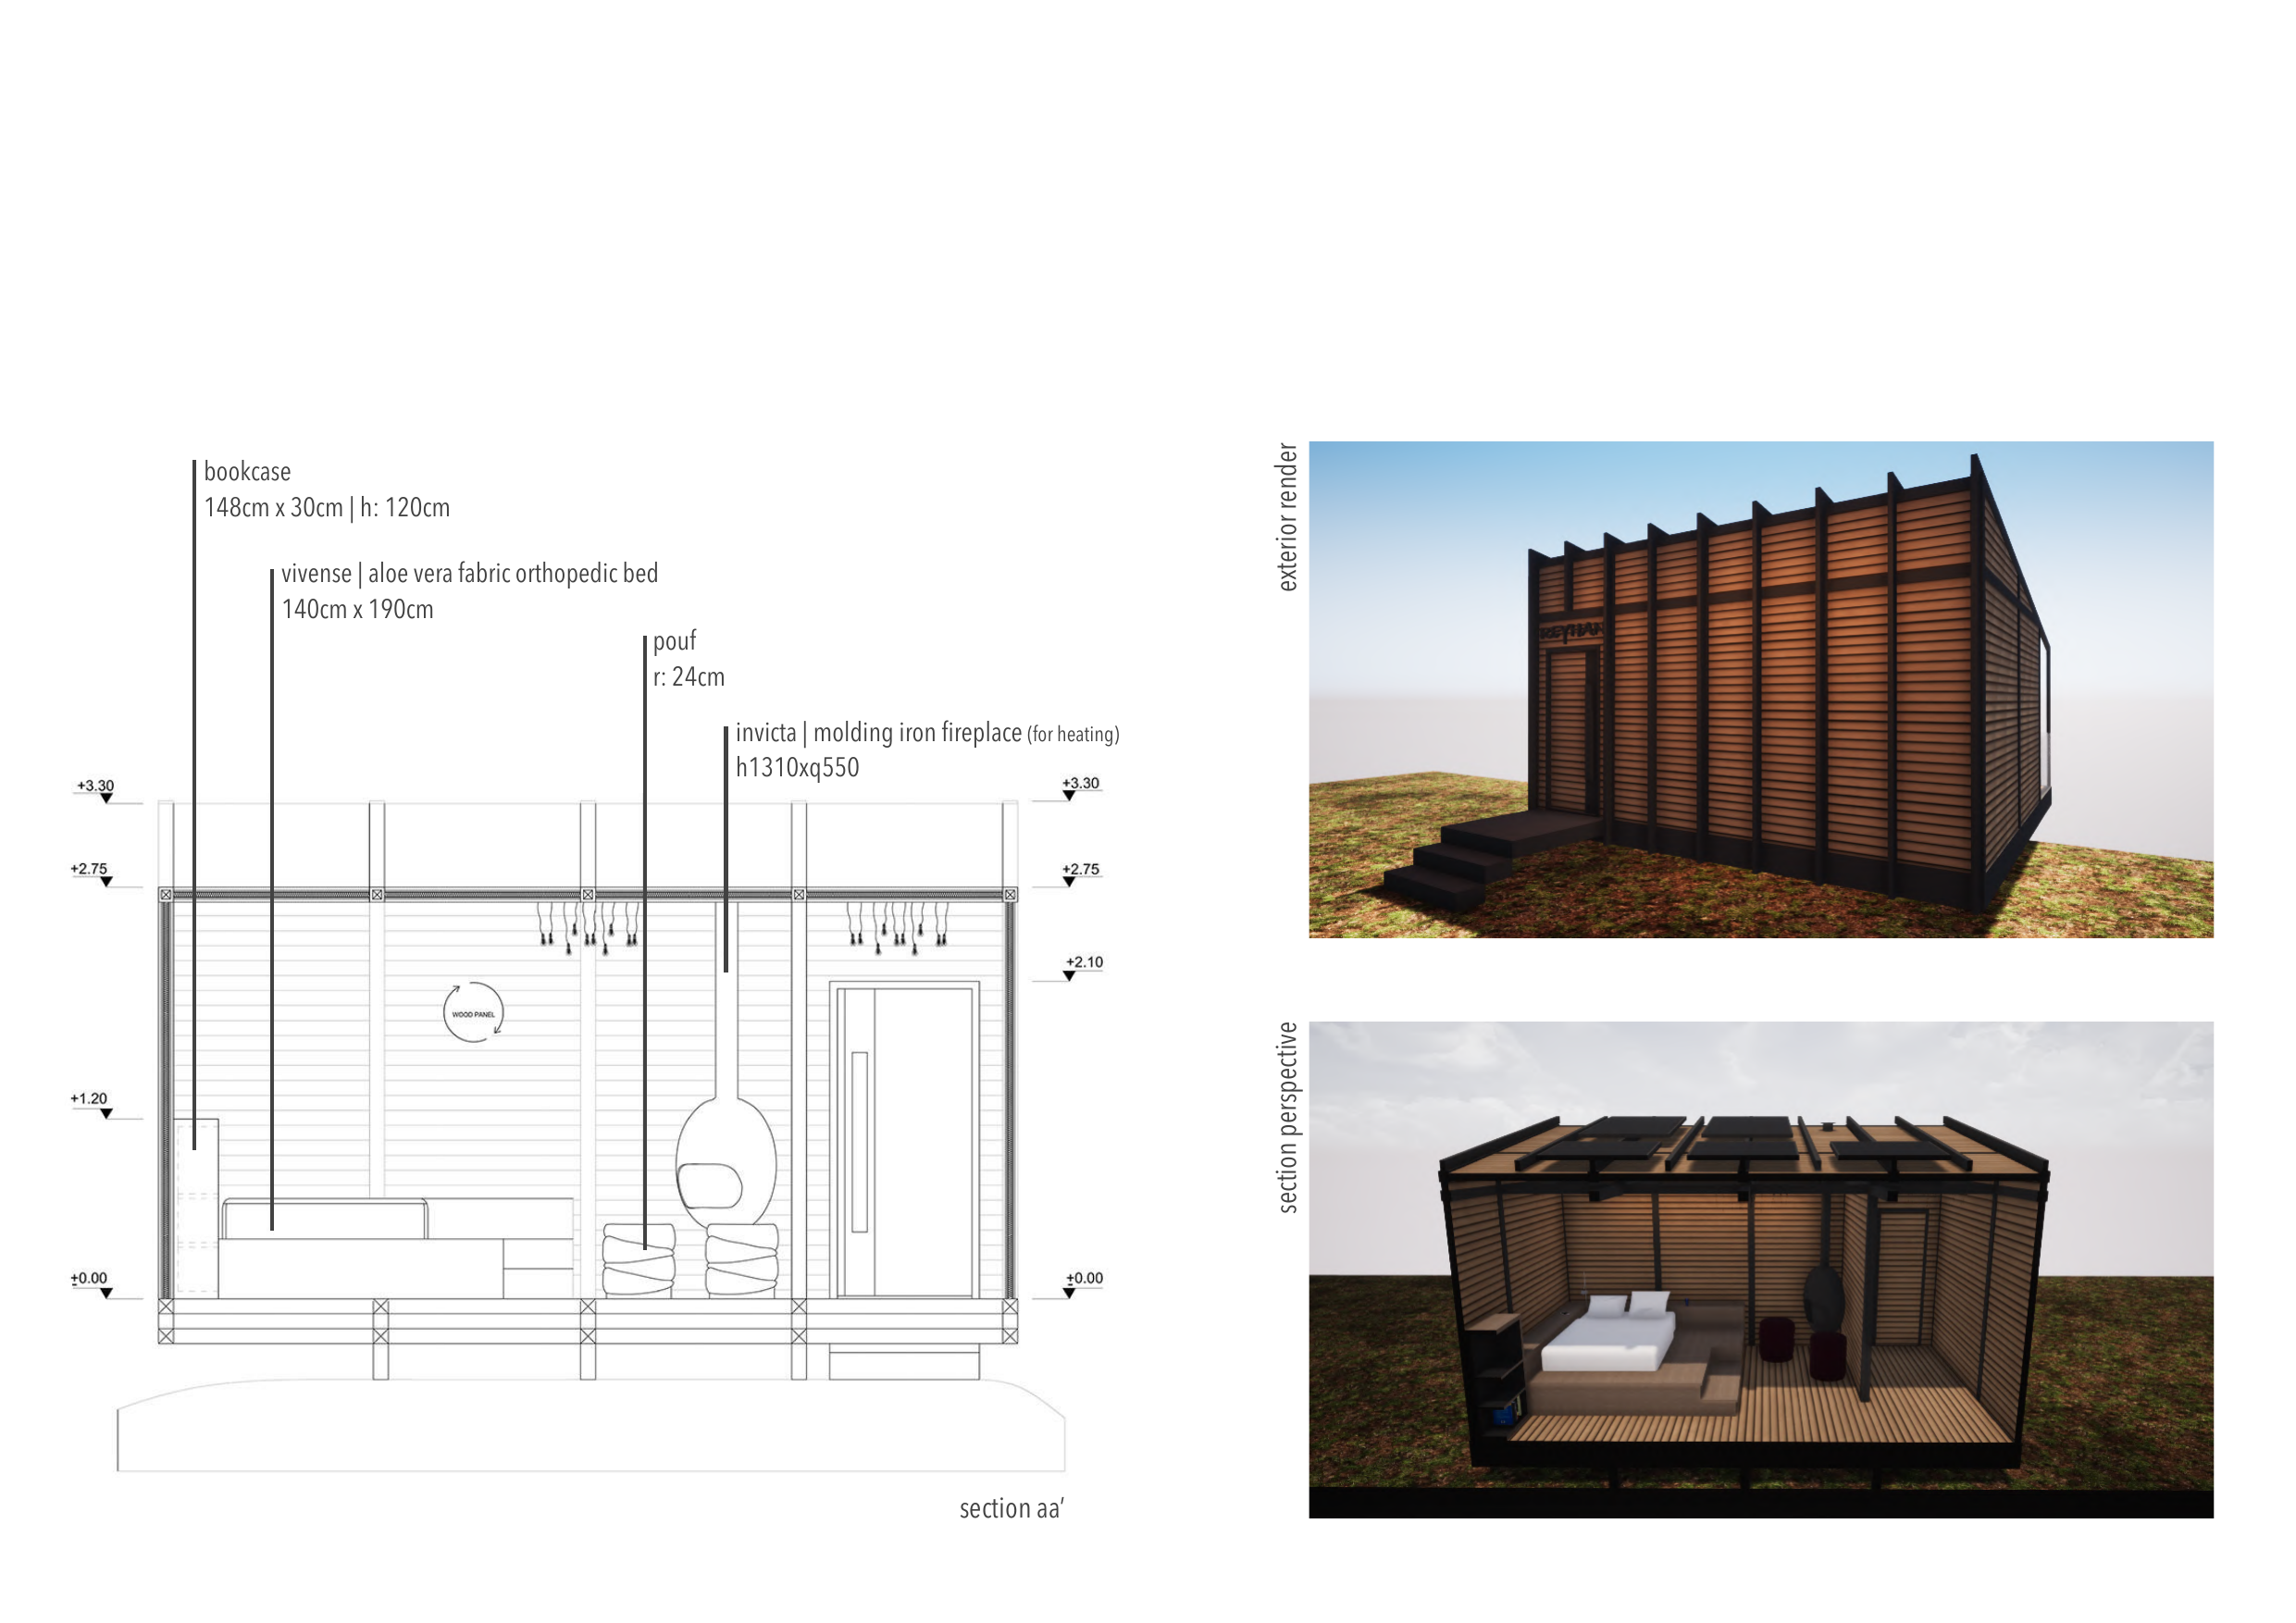 bookcase
148cm x 30cm | h: 120cm
vivense | aloe vera fabric orthopedic bed
140cm x 190cm
pouf
r: 24cm
invicta | molding iron fireplace (for heating)
h1310xq550
+3.30
+3.30
+2.75
+2.75
+2.10
WOOD PANEL
+1.20
±0.00
±0.00
section aa’
exterior render
REYHAN
section perspective